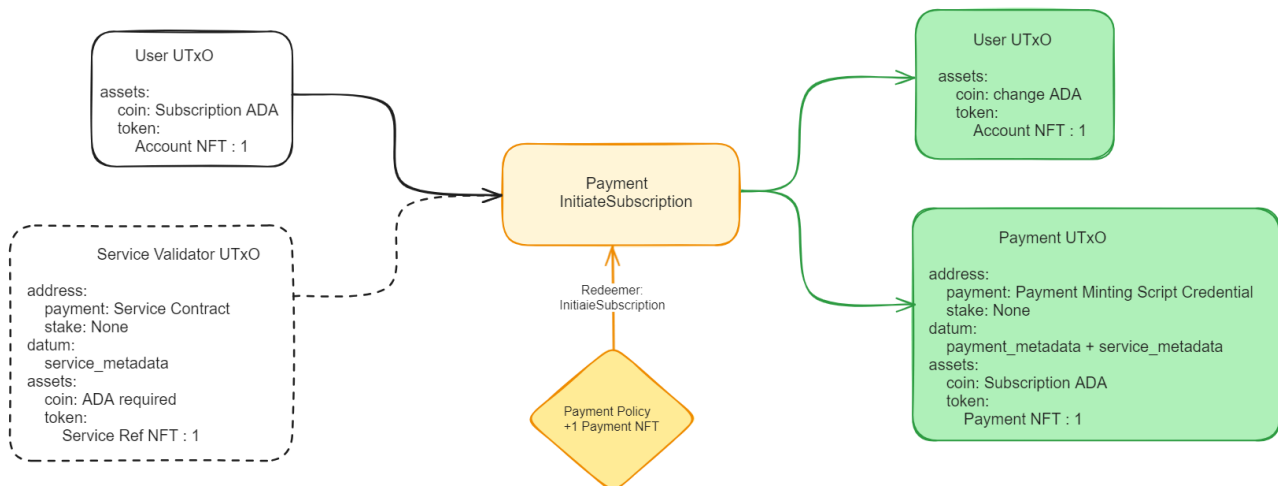 User UTxO
assets:
coin: Subscription ADA
token:
Account NFT : 1
Service Validator UTxO
address:
payment: Service Contract
stake: None
datum:
service_metadata
assets:
coin: ADA required
token:
Service Ref NFT : 1
Payment
InitiateSubscription
Redeemer:
InitiaieSubscription
Payment Policy
+1 Payment NFT
User UTxO
assets:
coin: change ADA
token:
Account NFT : 1
Payment UTxO
address:
payment: Payment Minting Script Credential
stake: None
datum:
payment_metadata + service_metadata
assets:
coin: Subscription ADA
token:
Payment NFT : 1